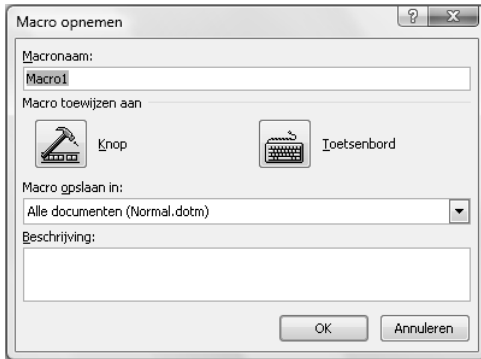 Macro opnemen
Macronaam:
Macro1
Macro toewijzen aan
Knop
Toetsenbord
Macro opslaan in:
Alle documenten (Normal.dotm)
Beschrijving:
OK
Annuleren